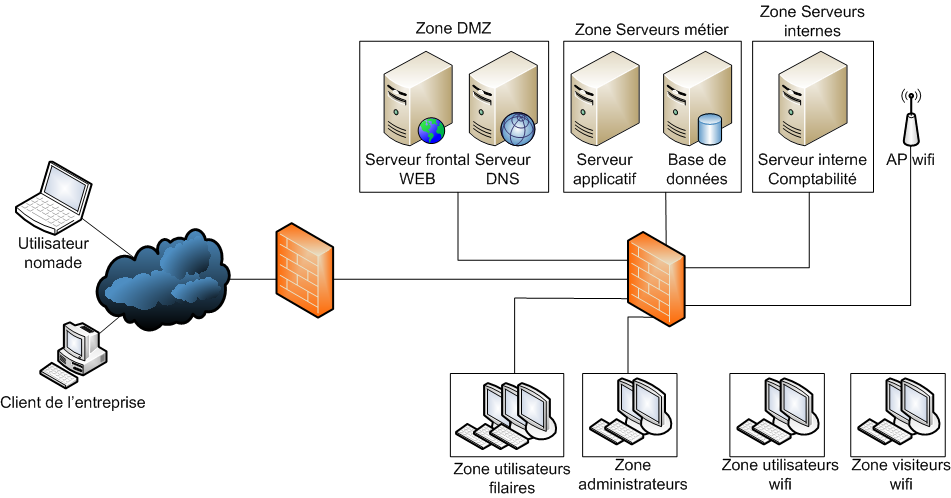 Zone DMZ
Zone Serveurs métier
Zone Serveurs
internes
Serveur frontal
WEB
Serveur
DNS
Serveur
applicatif
Base de
données
Serveur interne
Comptabilité
AP wifi
Utilisateur
nomade
Client de l'entreprise
Zone utilisateurs
filaires
Zone
administrateurs
Zone utilisateurs
wifi
Zone visiteurs
wifi